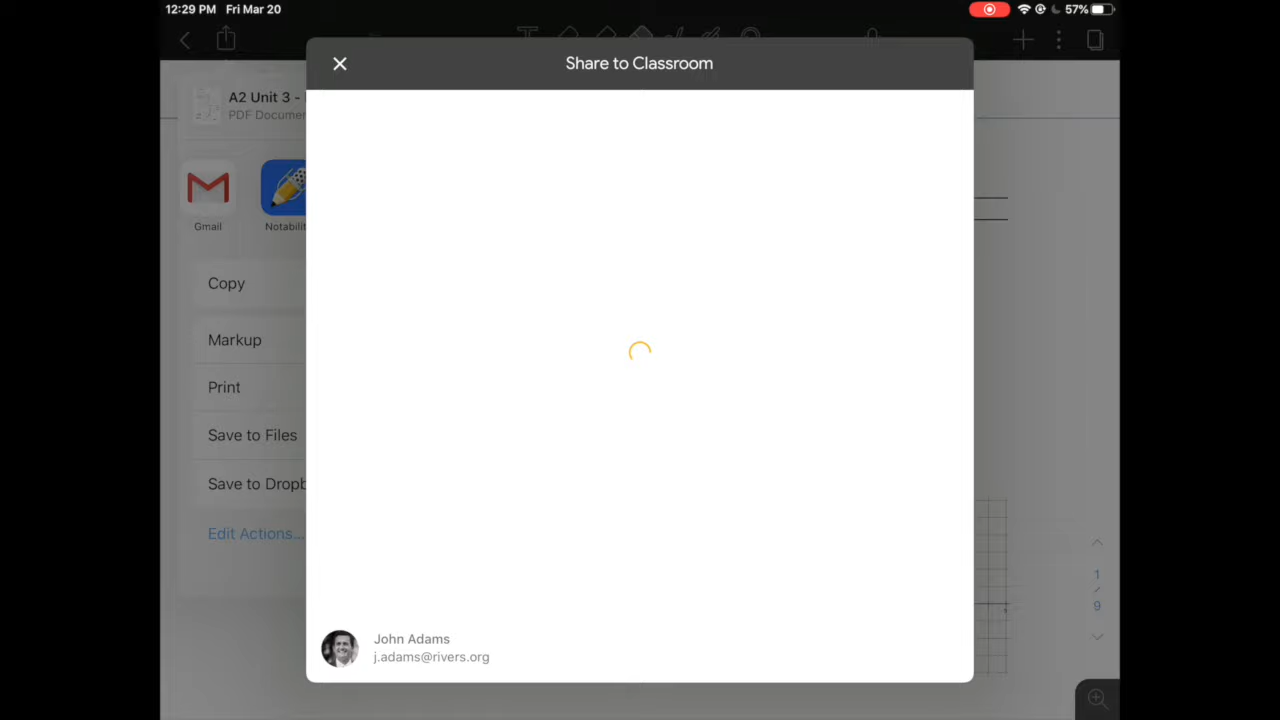 12:29 PM Fri Mar 20
57%
Share to Classroom
A2 Unit 3 -
PDF Documen
Gmail
Notabilit
Copy
Markup
Print
Save to Files
Save to Dropb
Edit Actions...
1
9
John Adams
j.adams@rivers.org